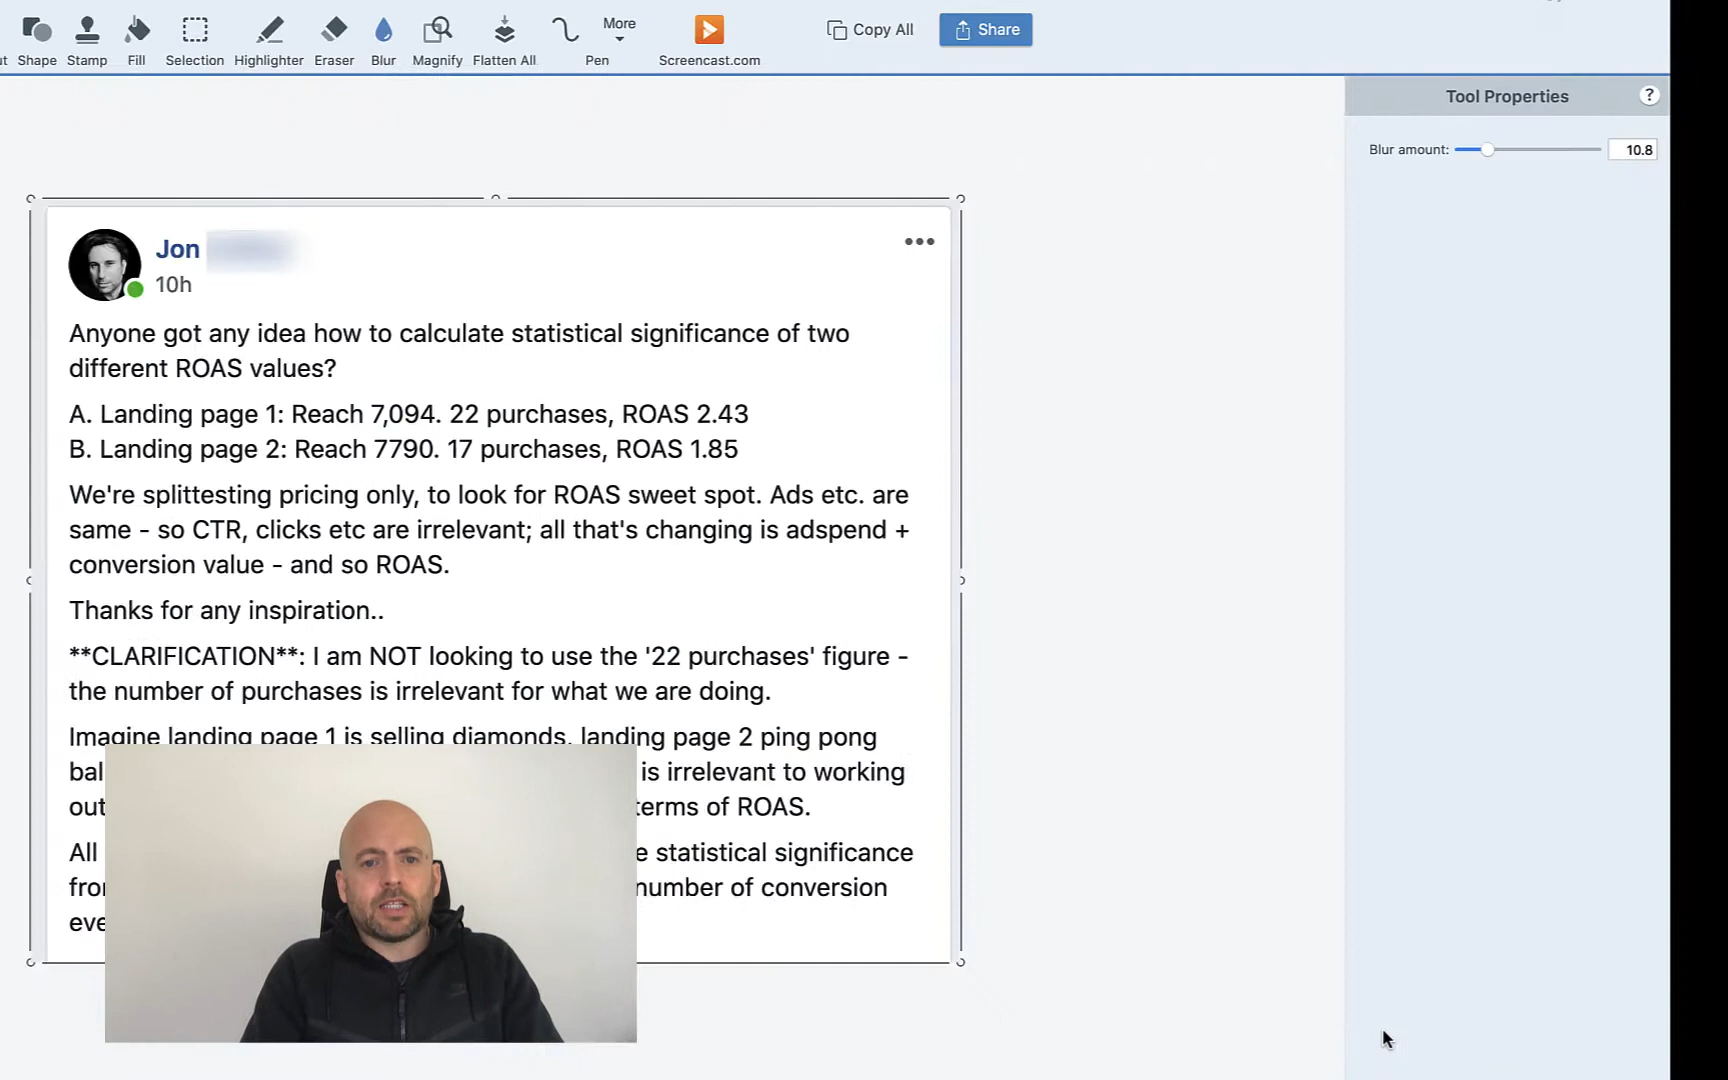 More
Copy All
Share
Shape Stamp Fill Selection Highlighter Eraser Blur Magnify Flatten All Pen Screencast.com
Tool Properties ?
Blur amount: 10.8
Jon
10h
Anyone got any idea how to calculate statistical significance of two
different ROAS values?
A. Landing page 1: Reach 7,094. 22 purchases, ROAS 2.43
B. Landing page 2: Reach 7790. 17 purchases, ROAS 1.85
We're splittesting pricing only, to look for ROAS sweet spot. Ads etc. are
same - so CTR, clicks etc are irrelevant; all that's changing is adspend +
conversion value - and so ROAS.
Thanks for any inspiration..
**CLARIFICATION**: I am NOT looking to use the '22 purchases' figure -
the number of purchases is irrelevant for what we are doing.
Imagine landing page 1 is selling diamonds, landing page 2 ping pong
is irrelevant to working
terms of ROAS.
All statistical significance
number of conversion